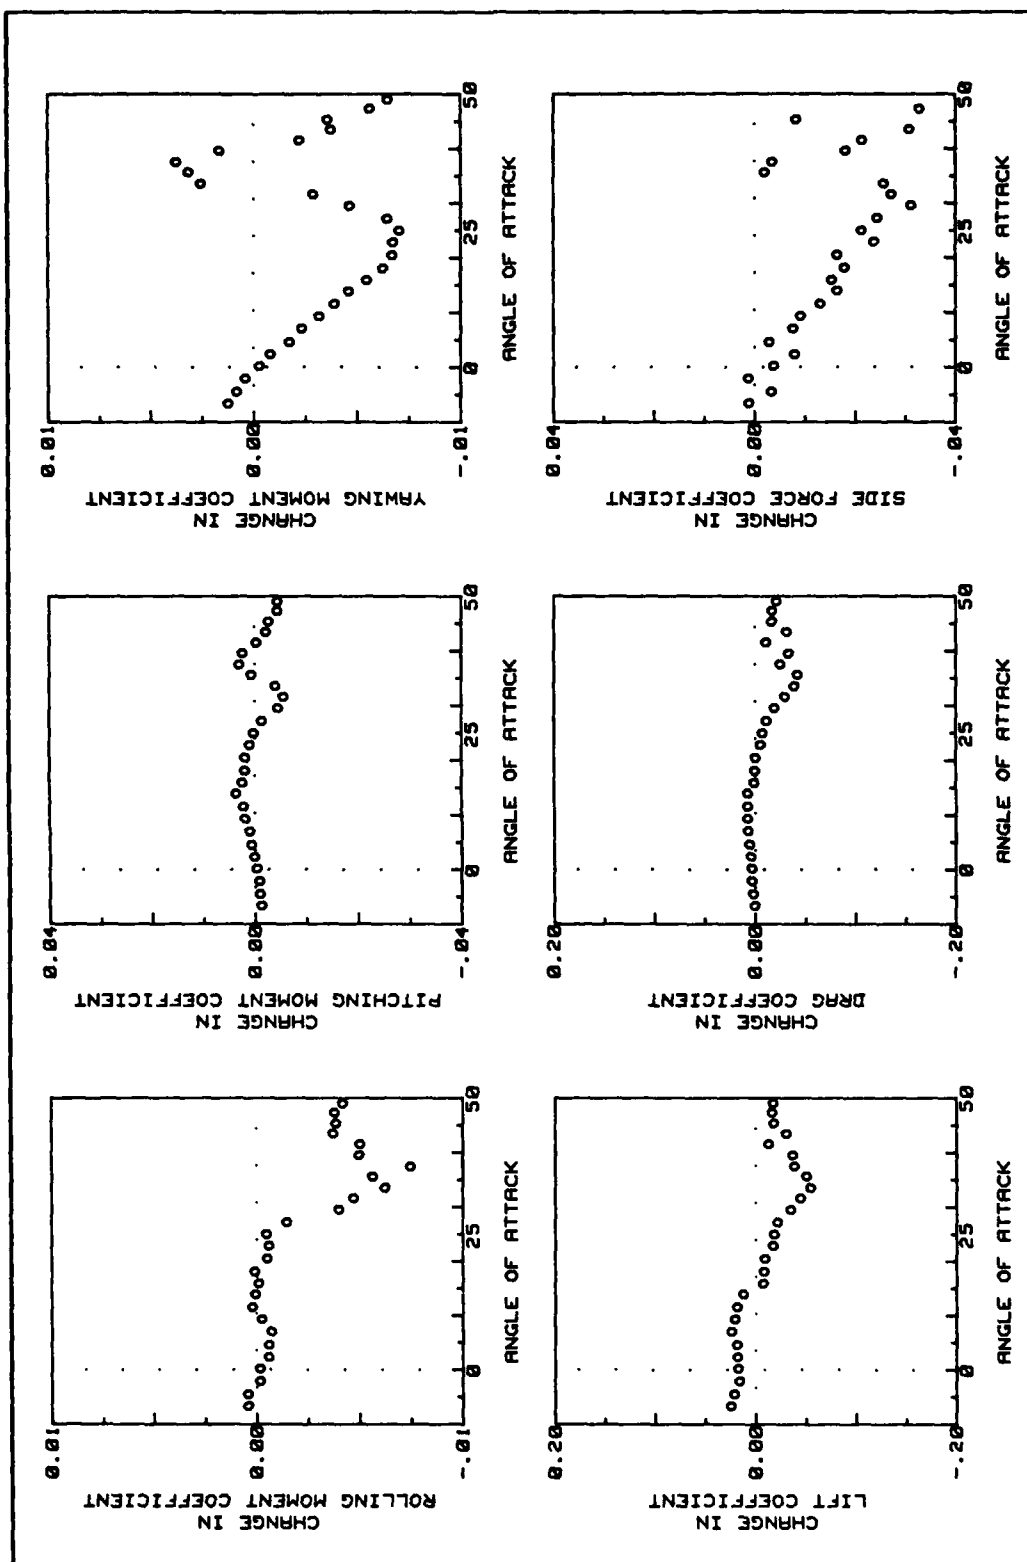 CHANGE IN
ROLLING MOMENT COEFFICIENT
0.01
0.00
-.01
0
25
50
ANGLE OF ATTACK
CHANGE IN
PITCHING MOMENT COEFFICIENT
0.04
0.00
-.04
0
25
50
ANGLE OF ATTACK
CHANGE IN
YAWING MOMENT COEFFICIENT
0.01
0.00
-.01
0
25
50
ANGLE OF ATTACK
CHANGE IN
LIFT COEFFICIENT
0.20
0.00
-.20
0
25
50
ANGLE OF ATTACK
CHANGE IN
DRAG COEFFICIENT
0.20
0.00
-.20
0
25
50
ANGLE OF ATTACK
CHANGE IN
SIDE FORCE COEFFICIENT
0.04
0.00
-.04
0
25
50
ANGLE OF ATTACK